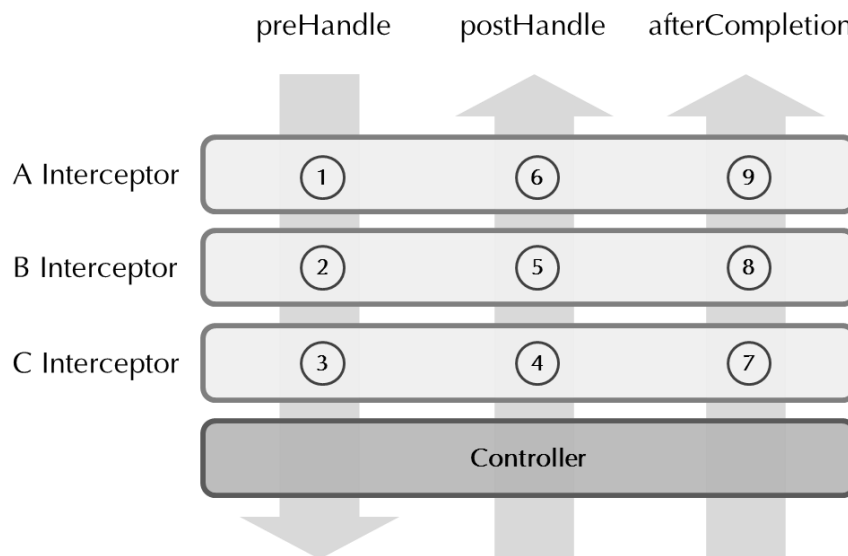 preHandle postHandle afterCompletion
A Interceptor 1 6 9
B Interceptor 2 5 8
C Interceptor 3 4 7
Controller